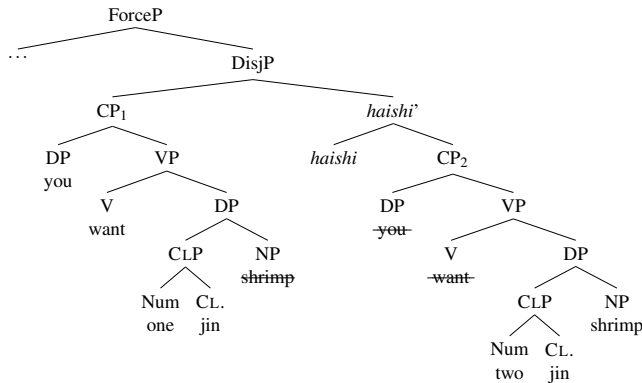 ForceP
... DisjP
CP₁ haishi'
DP VP haishi CP₂
you
V DP DP VP
want you
CLP NP V DP
shrimp want
Num CL. CLP NP
one jin shrimp
Num CL.
two jin